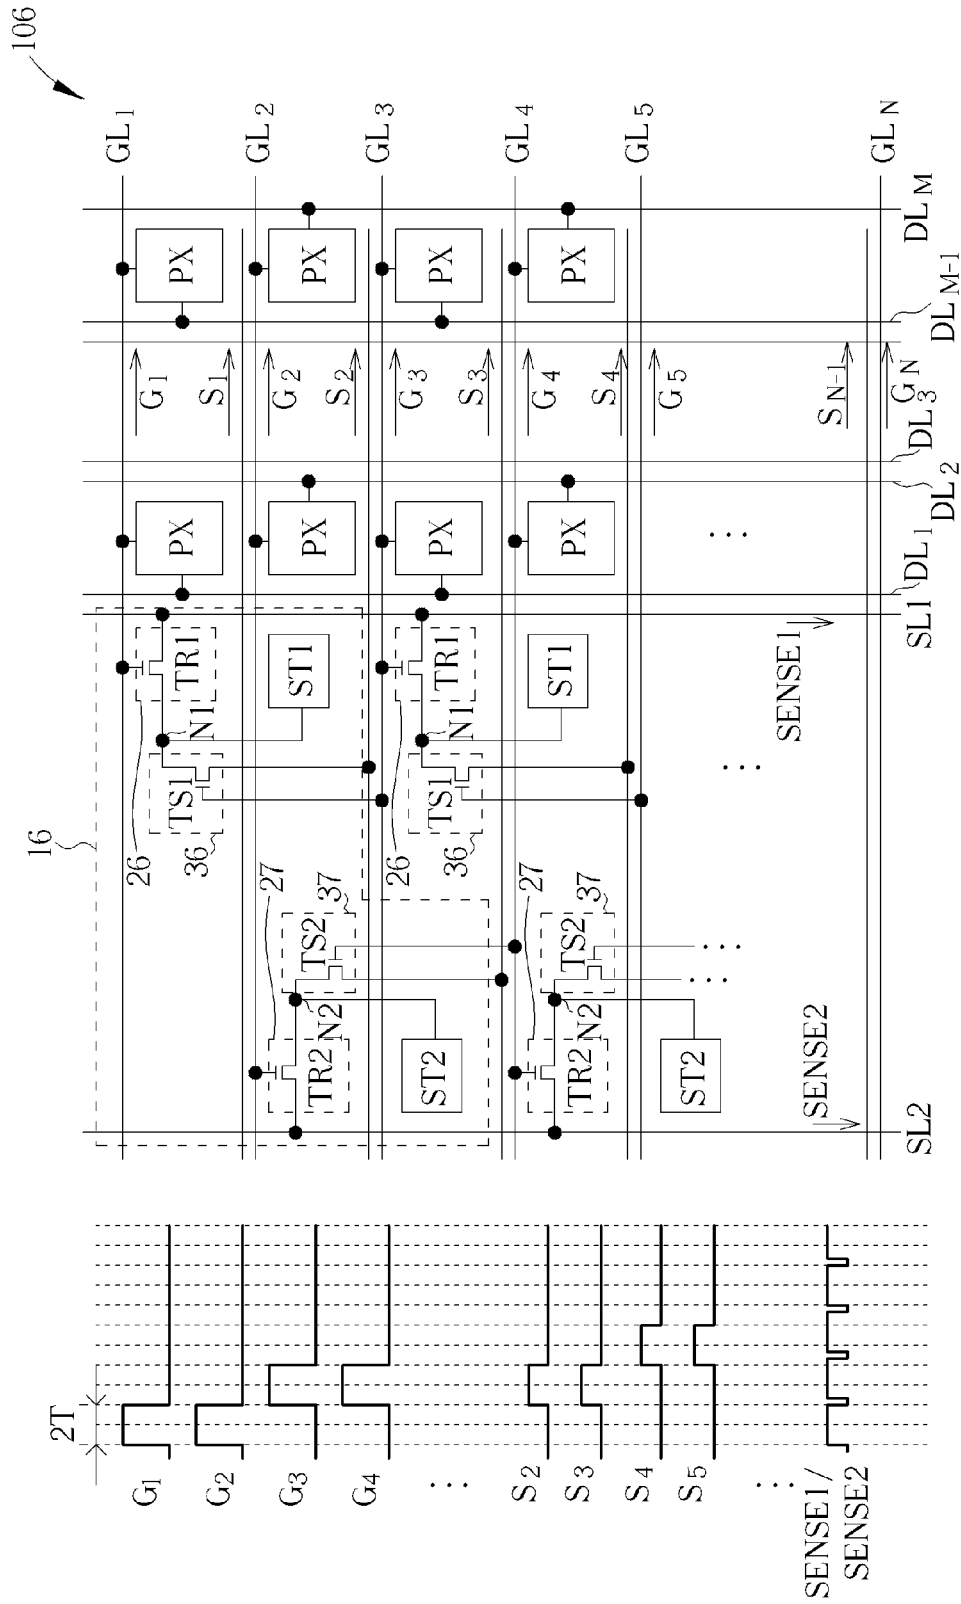 106
GL1
GL2
GL3
GL4
GL5
GLN
DLM
DLM-1
DL3
DL2
DL1
SL1
SL2
PX
PX
PX
PX
G1
S1
G2
S2
G3
S3
G4
S4
G5
SN-1
GN
PX
PX
PX
PX
...
16
TR1
N1
TS1
ST1
26
36
TR1
N1
TS1
ST1
26
36
SENSE1
...
27
37
TS2
N2
TR2
ST2
27
37
TS2
N2
TR2
ST2
...
...
SENSE2
2T
G1
G2
G3
G4
...
S2
S3
S4
S5
...
SENSE1/
SENSE2